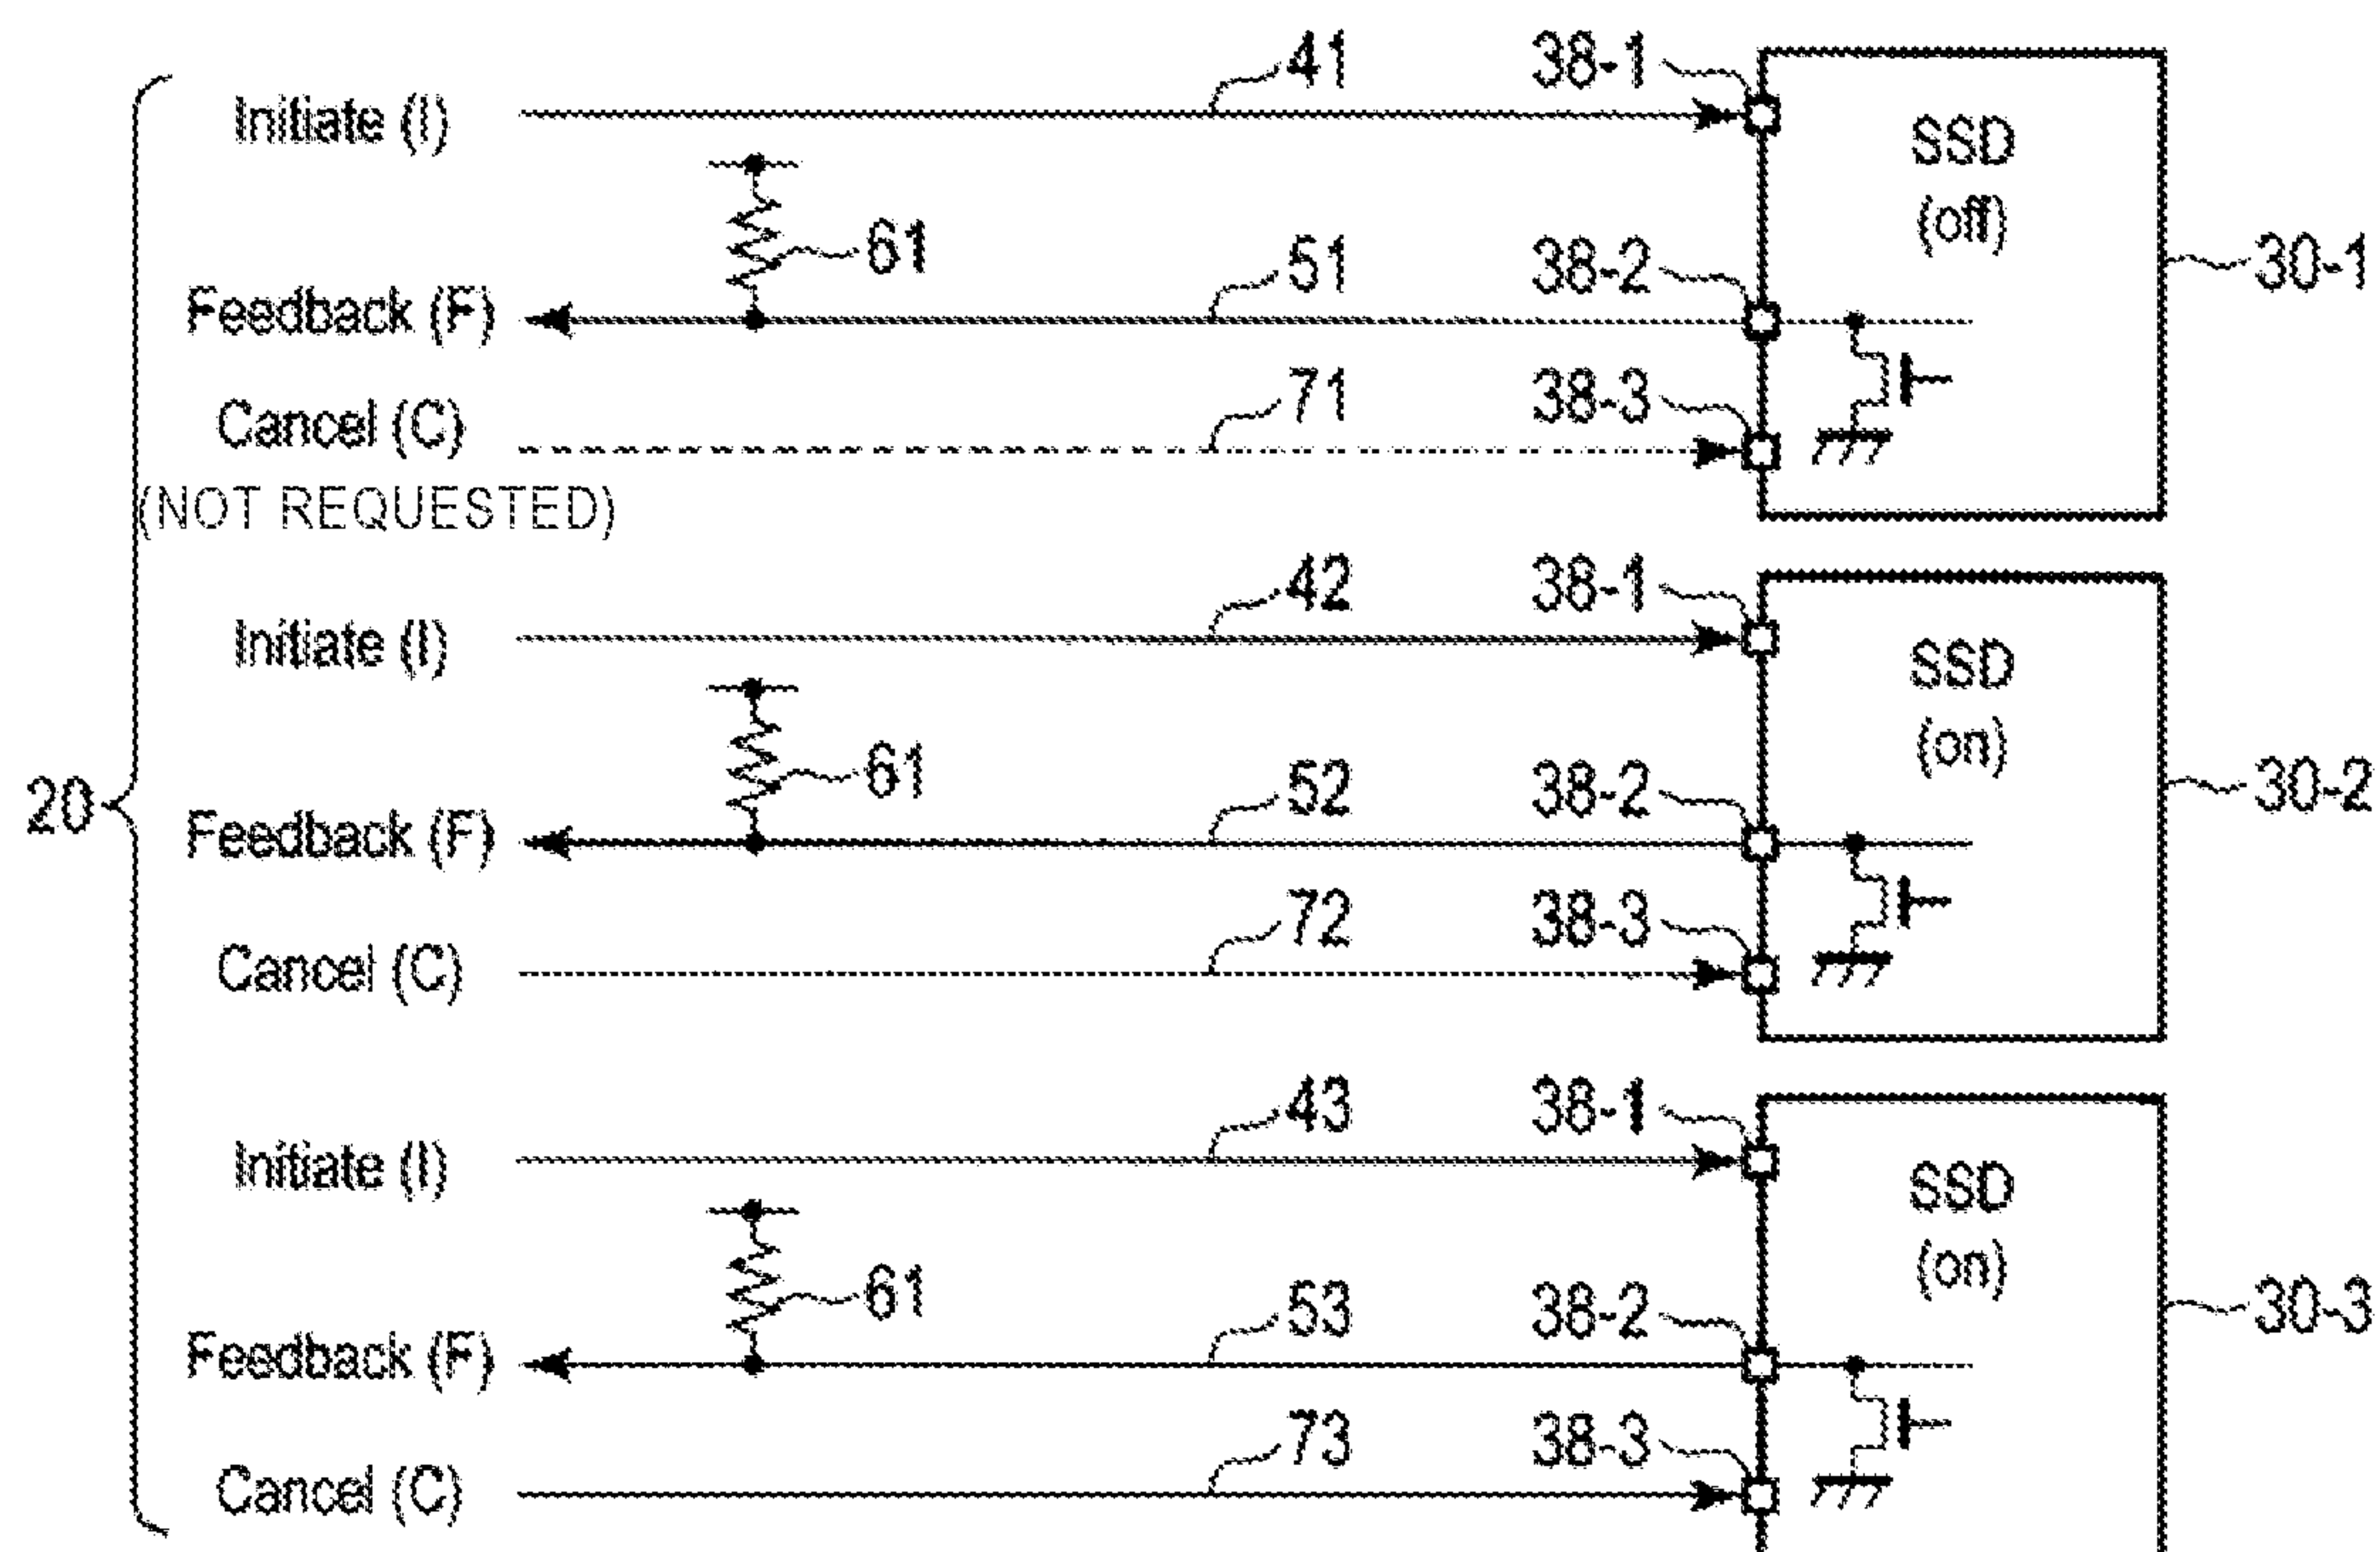 41 38-1
Initiate (I) SSD
(off)
61 51 38-2 30-1
Feedback (F)
71 38-3
Cancel (C)
(NOT REQUESTED)
42 38-1
Initiate (I) SSD
(on)
61 52 38-2 30-2
20
Feedback (F)
72 38-3
Cancel (C)
43 38-1
Initiate (I) SSD
(on)
61 53 38-2 30-3
Feedback (F)
73 38-3
Cancel (C)